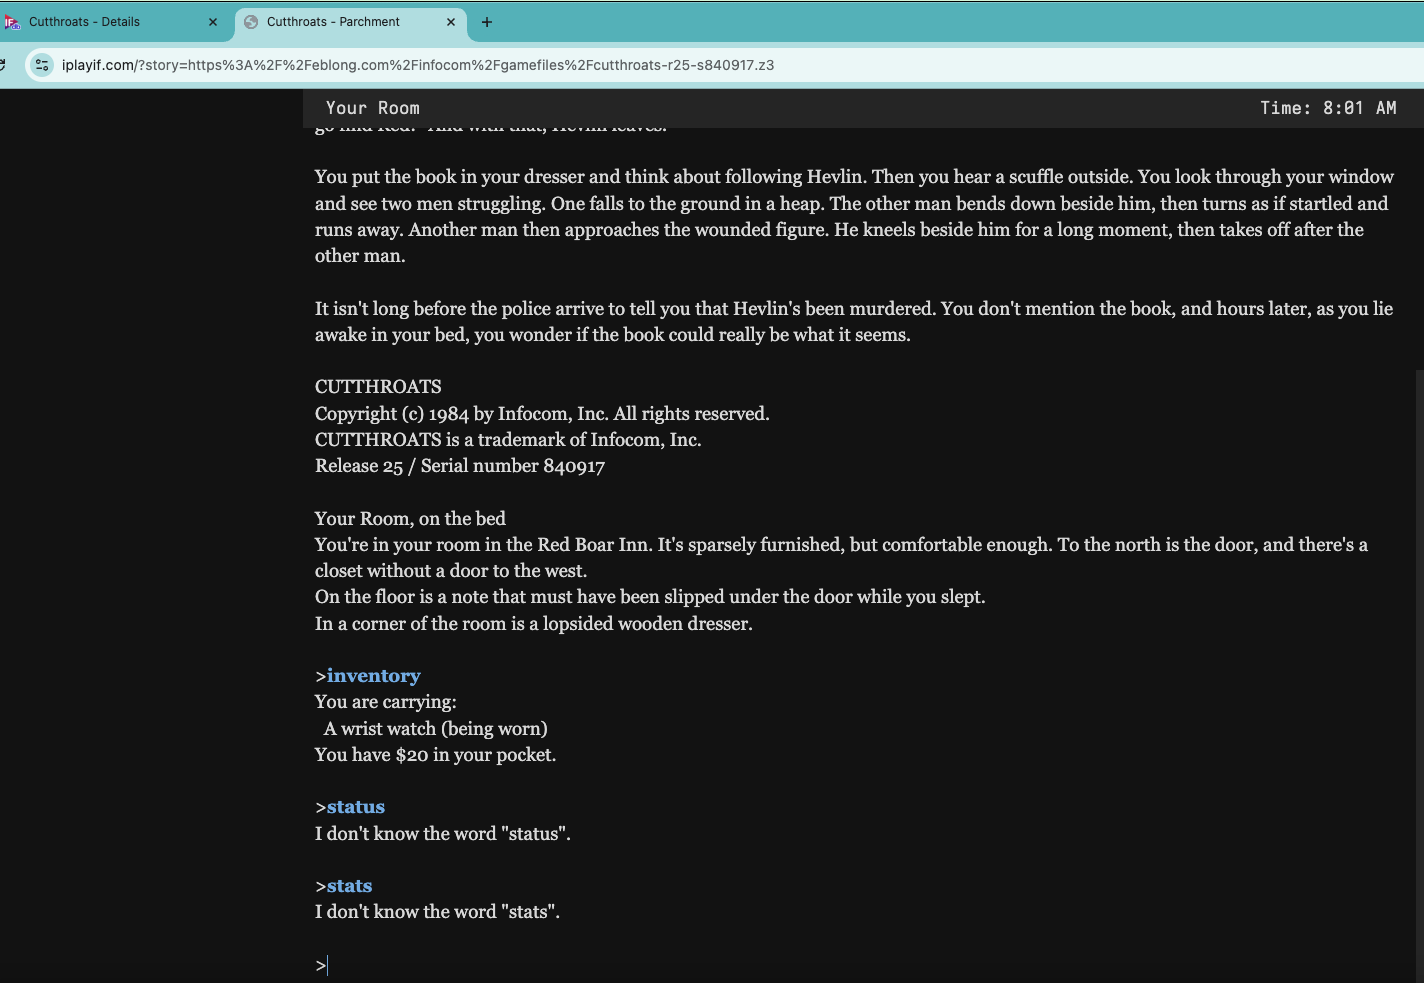 Cutthroats - Details
Cutthroats - Parchment
iplayif.com/?story=https%3A%2F%2Feblong.com%2Finfocom%2Fgamefiles%2Fcutthroats-r25-s840917.z3
Your Room Time: 8:01 AM
go find Red." And with that, Hevlin leaves.
You put the book in your dresser and think about following Hevlin. Then you hear a scuffle outside. You look through your window
and see two men struggling. One falls to the ground in a heap. The other man bends down beside him, then turns as if startled and
runs away. Another man then approaches the wounded figure. He kneels beside him for a long moment, then takes off after the
other man.
It isn't long before the police arrive to tell you that Hevlin's been murdered. You don't mention the book, and hours later, as you lie
awake in your bed, you wonder if the book could really be what it seems.
CUTTHROATS
Copyright (c) 1984 by Infocom, Inc. All rights reserved.
CUTTHROATS is a trademark of Infocom, Inc.
Release 25 / Serial number 840917
Your Room, on the bed
You're in your room in the Red Boar Inn. It's sparsely furnished, but comfortable enough. To the north is the door, and there's a
closet without a door to the west.
On the floor is a note that must have been slipped under the door while you slept.
In a corner of the room is a lopsided wooden dresser.
>inventory
You are carrying:
A wrist watch (being worn)
You have $20 in your pocket.
>status
I don't know the word "status".
>stats
I don't know the word "stats".
>